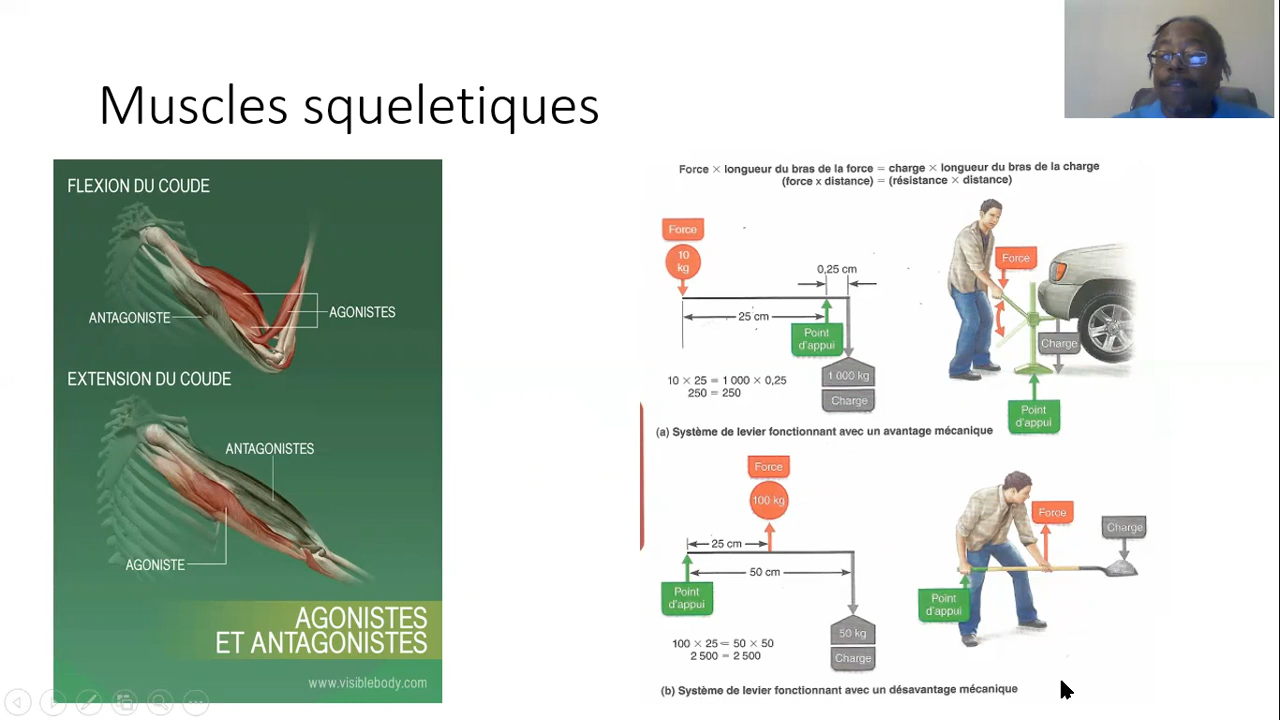 Muscles squeletiques
FLEXION DU COUDE
ANTAGONISTE
AGONISTES
EXTENSION DU COUDE
ANTAGONISTES
AGONISTE
AGONISTES
ET ANTAGONISTES
www.visiblebody.com
Force × longueur du bras de la force = charge × longueur du bras de la charge
(force x distance) = (résistance × distance)
Force
10
kg
0,25 cm
25 cm
Point
d'appui
1 000 kg
Charge
10 × 25 = 1 000 × 0,25
250 = 250
Force
Charge
Point
d'appui
(a) Système de levier fonctionnant avec un avantage mécanique
Force
100 kg
25 cm
50 cm
Point
d'appui
50 kg
Charge
100 × 25 = 50 × 50
2 500 = 2 500
Force
Charge
Point
d'appui
(b) Système de levier fonctionnant avec un désavantage mécanique